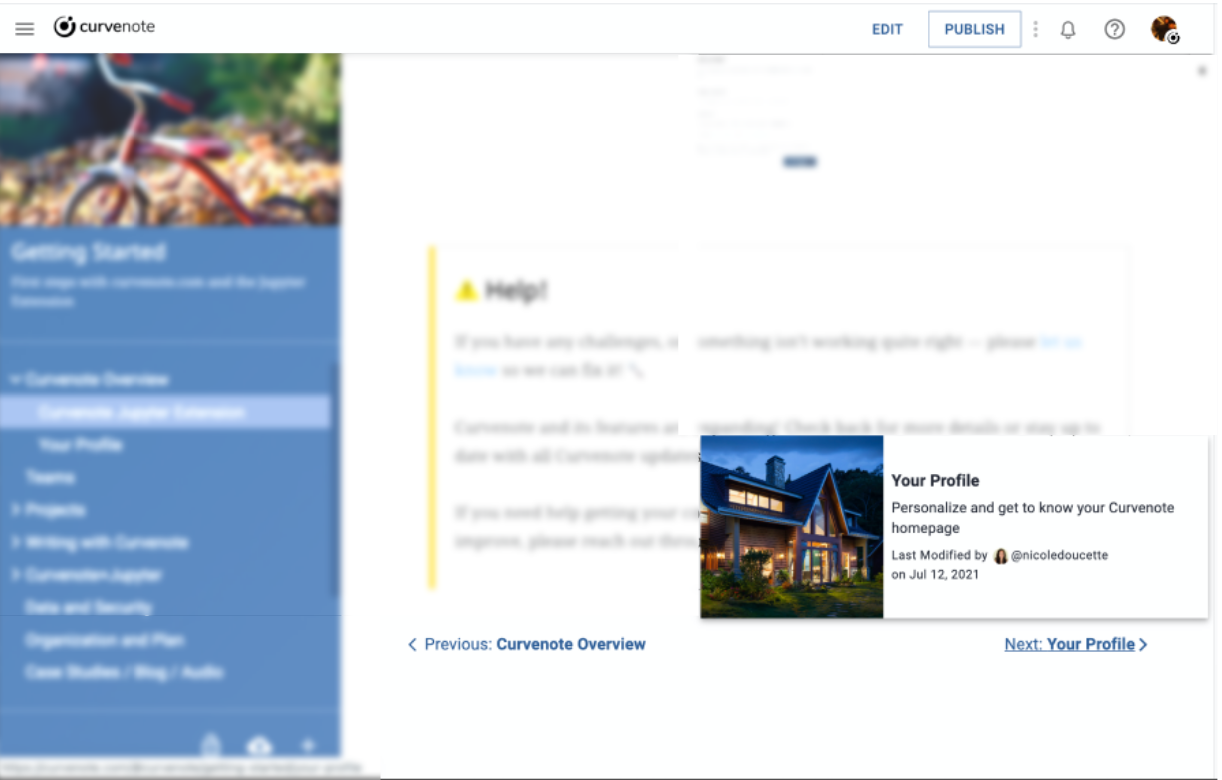 curvenote
EDIT
PUBLISH
Getting Started
First steps with curvenote.com and the Jupyter
Extension
Curvenote Overview
Curvenote Jupyter Extension
Your Profile
Teams
Projects
Writing with Curvenote
Curvenote+Jupyter
Data and Security
Organization and Plan
Case Studies / Blog / Audio
Help!
If you have any challenges, or something isn't working quite right — please let us
know so we can fix it!
Curvenote and its features are expanding! Check back for more details or stay up to
date with all Curvenote updates
If you need help getting your
improve, please reach out
Your Profile
Personalize and get to know your Curvenote
homepage
Last Modified by @nicoledoucette
on Jul 12, 2021
< Previous: Curvenote Overview
Next: Your Profile >